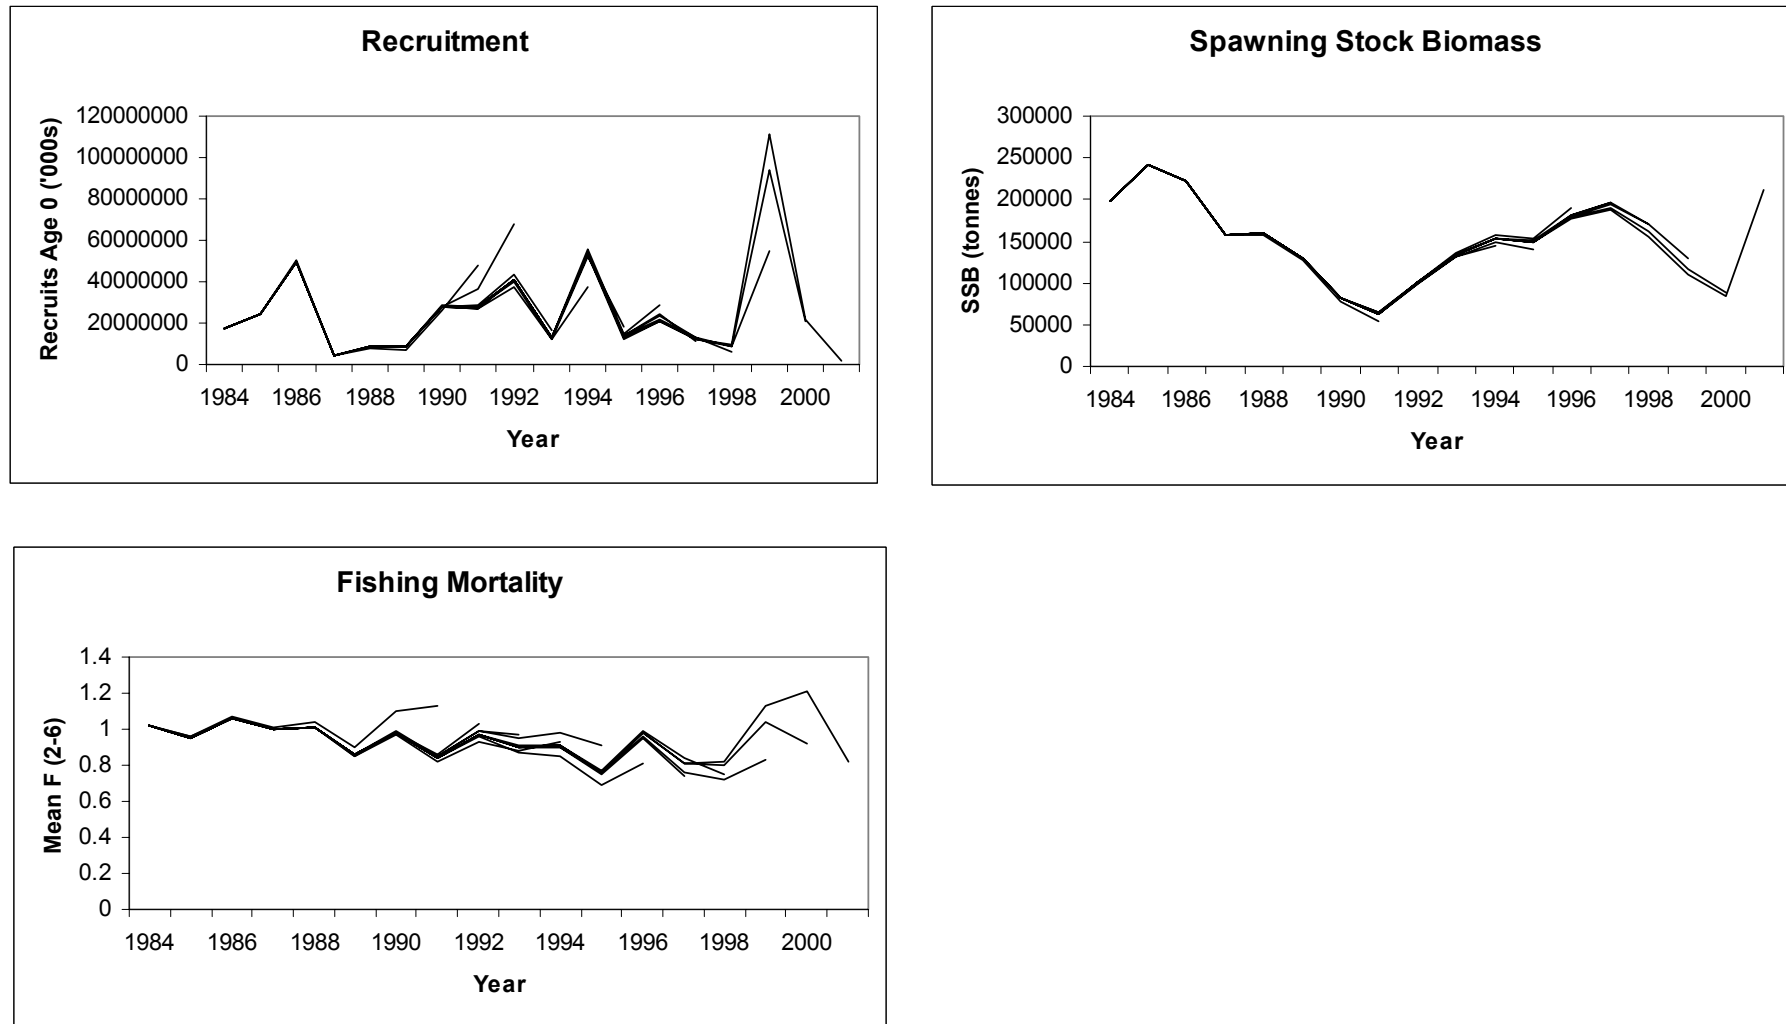 Recruitment
Recruits Age 0 ('000s)
120000000
100000000
80000000
60000000
40000000
20000000
0
1984 1986 1988 1990 1992 1994 1996 1998 2000
Year
Spawning Stock Biomass
SSB (tonnes)
300000
250000
200000
150000
100000
50000
0
1984 1986 1988 1990 1992 1994 1996 1998 2000
Year
Fishing Mortality
Mean F (2-6)
1.4
1.2
1
0.8
0.6
0.4
0.2
0
1984 1986 1988 1990 1992 1994 1996 1998 2000
Year